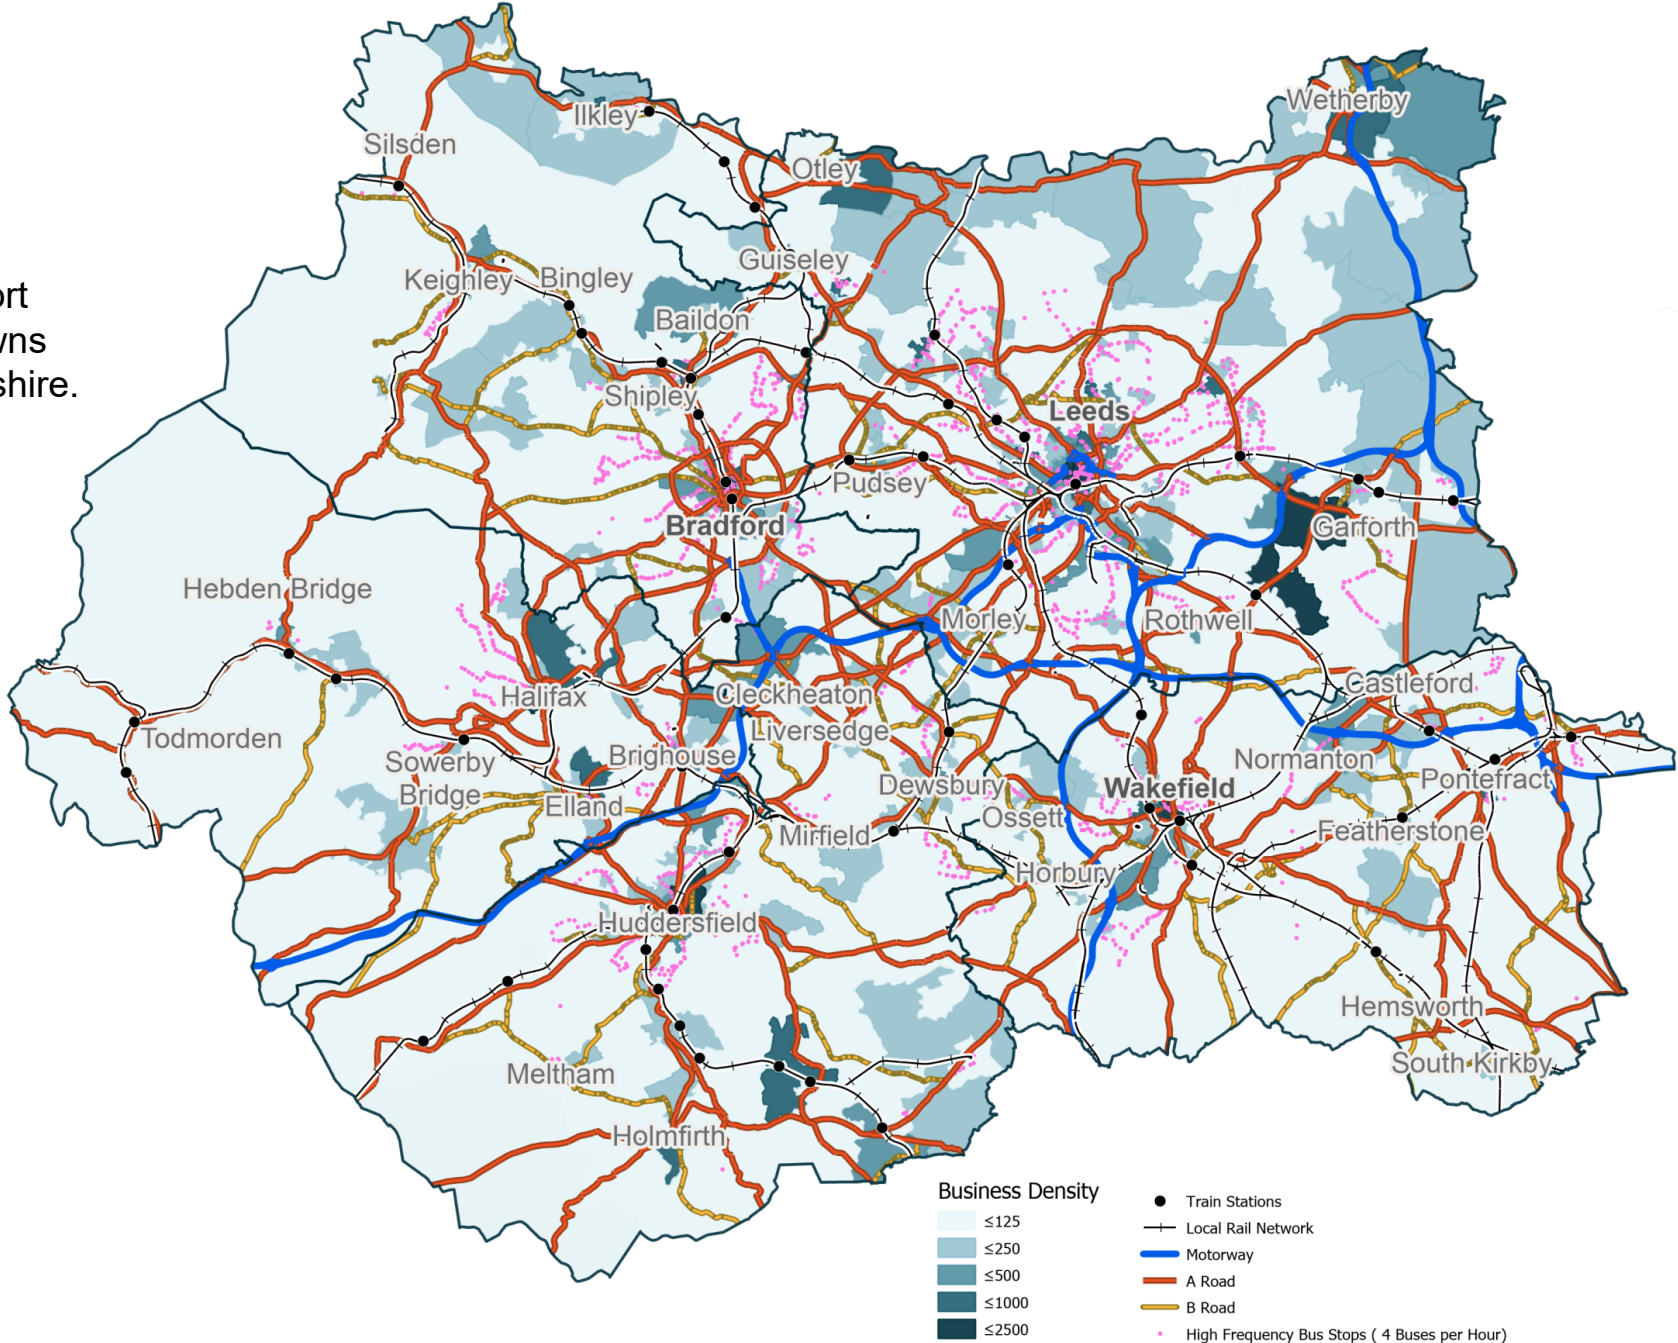 ort
wns
shire.
Wetherby
Ilkley
Silsden
Otley
Guiseley
Keighley
Bingley
Baildon
Shipley
Leeds
Pudsey
Bradford
Garforth
Hebden Bridge
Morley
Rothwell
Halifax
Cleckheaton
Castleford
Todmorden
Liversedge
Sowerby
Bridge
Brighouse
Normanton
Pontefract
Elland
Dewsbury
Wakefield
Ossett
Mirfield
Featherstone
Horbury
Huddersfield
Hemsworth
Meltham
South Kirkby
Holmfirth
Business Density
≤125
≤250
≤500
≤1000
≤2500
Train Stations
Local Rail Network
Motorway
A Road
B Road
High Frequency Bus Stops ( 4 Buses per Hour)